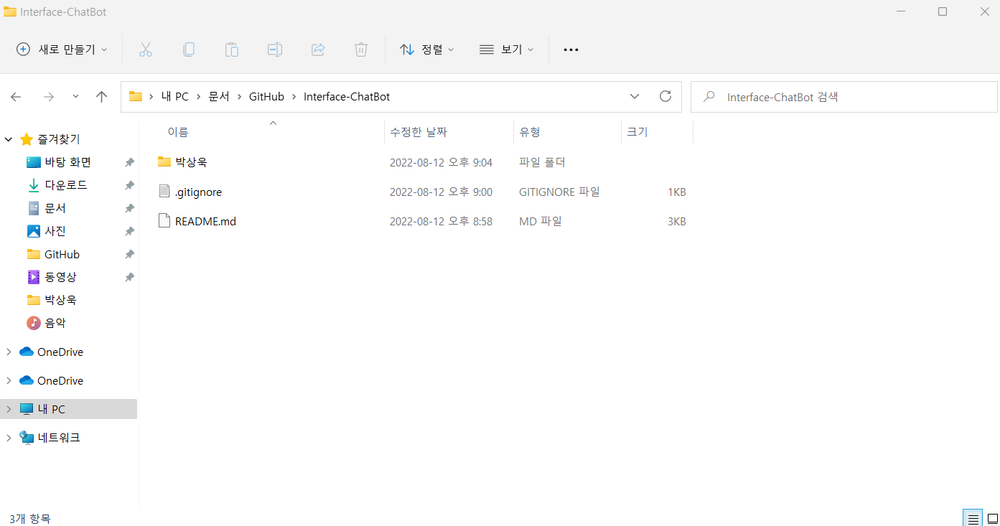 Interface-ChatBot
새로 만들기 정렬 보기
내 PC 문서 GitHub Interface-ChatBot Interface-ChatBot 검색
이름 수정한 날짜 유형 크기
박상욱 2022-08-12 오후 9:04 파일 폴더
.gitignore 2022-08-12 오후 9:00 GITIGNORE 파일 1KB
README.md 2022-08-12 오후 8:58 MD 파일 3KB
즐겨찾기
바탕 화면
다운로드
문서
사진
GitHub
동영상
박상욱
음악
OneDrive
OneDrive
내 PC
네트워크
3개 항목